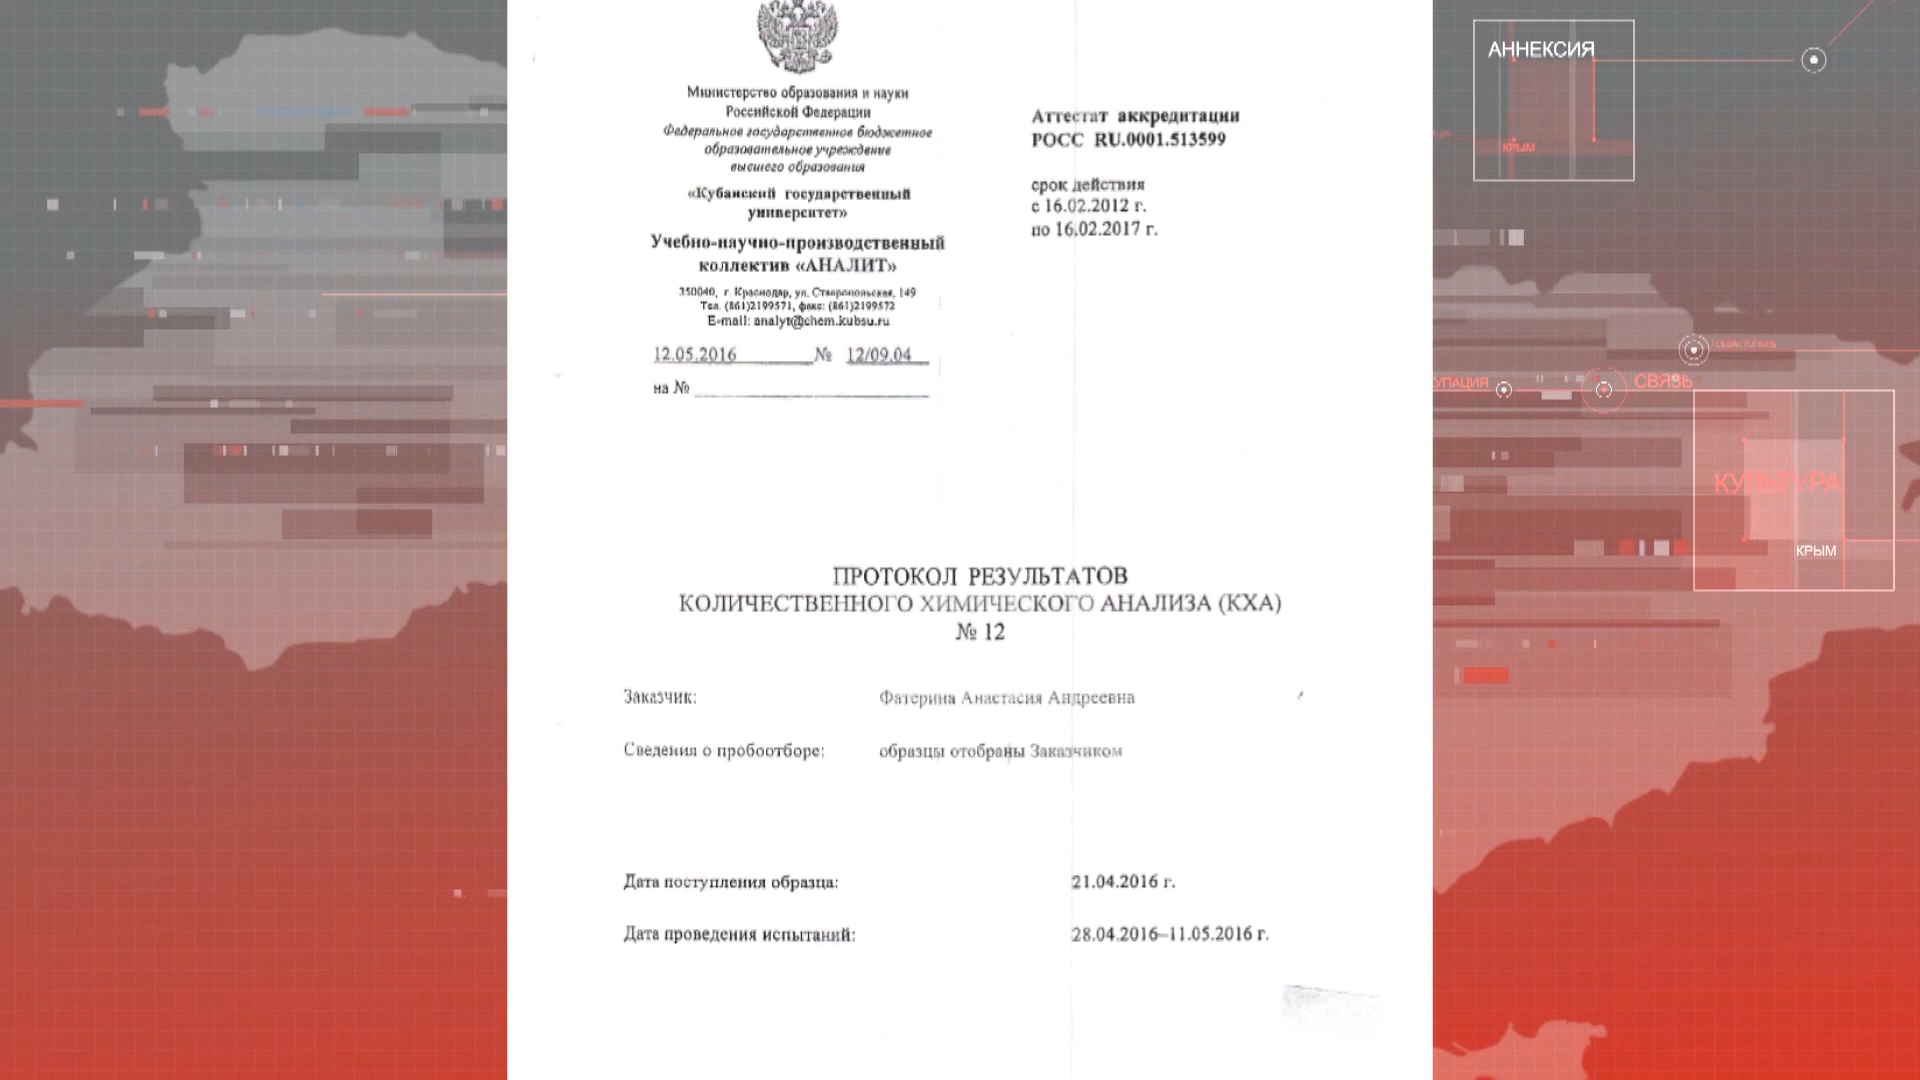 Министерство образования и науки
Российской Федерации
Федеральное государственное бюджетное
образовательное учреждение
высшего образования
«Кубанский государственный
университет»
Учебно-научно-производственный
коллектив «АНАЛИТ»
350040, г. Краснодар, ул. Ставропольская, 149
Тел. (861)2199571, факс: (861)2199572
E-mail: analyt@chem.kubsu.ru
12.05.2016 № 12/09.04
на №
Аттестат аккредитации
РОСС RU.0001.513599
срок действия
с 16.02.2012 г.
по 16.02.2017 г.
ПРОТОКОЛ РЕЗУЛЬТАТОВ
КОЛИЧЕСТВЕННОГО ХИМИЧЕСКОГО АНАЛИЗА (КХА)
№ 12
Заказчик: Фатерина Анастасия Андреевна
Сведения о пробоотборе: образцы отобраны Заказчиком
Дата поступления образца: 21.04.2016 г.
Дата проведения испытаний: 28.04.2016–11.05.2016 г.
АННЕКСИЯ
КРЫМ
СЕВАСТОПОЛЬ
УПАЦИЯ
СВЯЗЬ
КУЛЬТУРА
КРЫМ